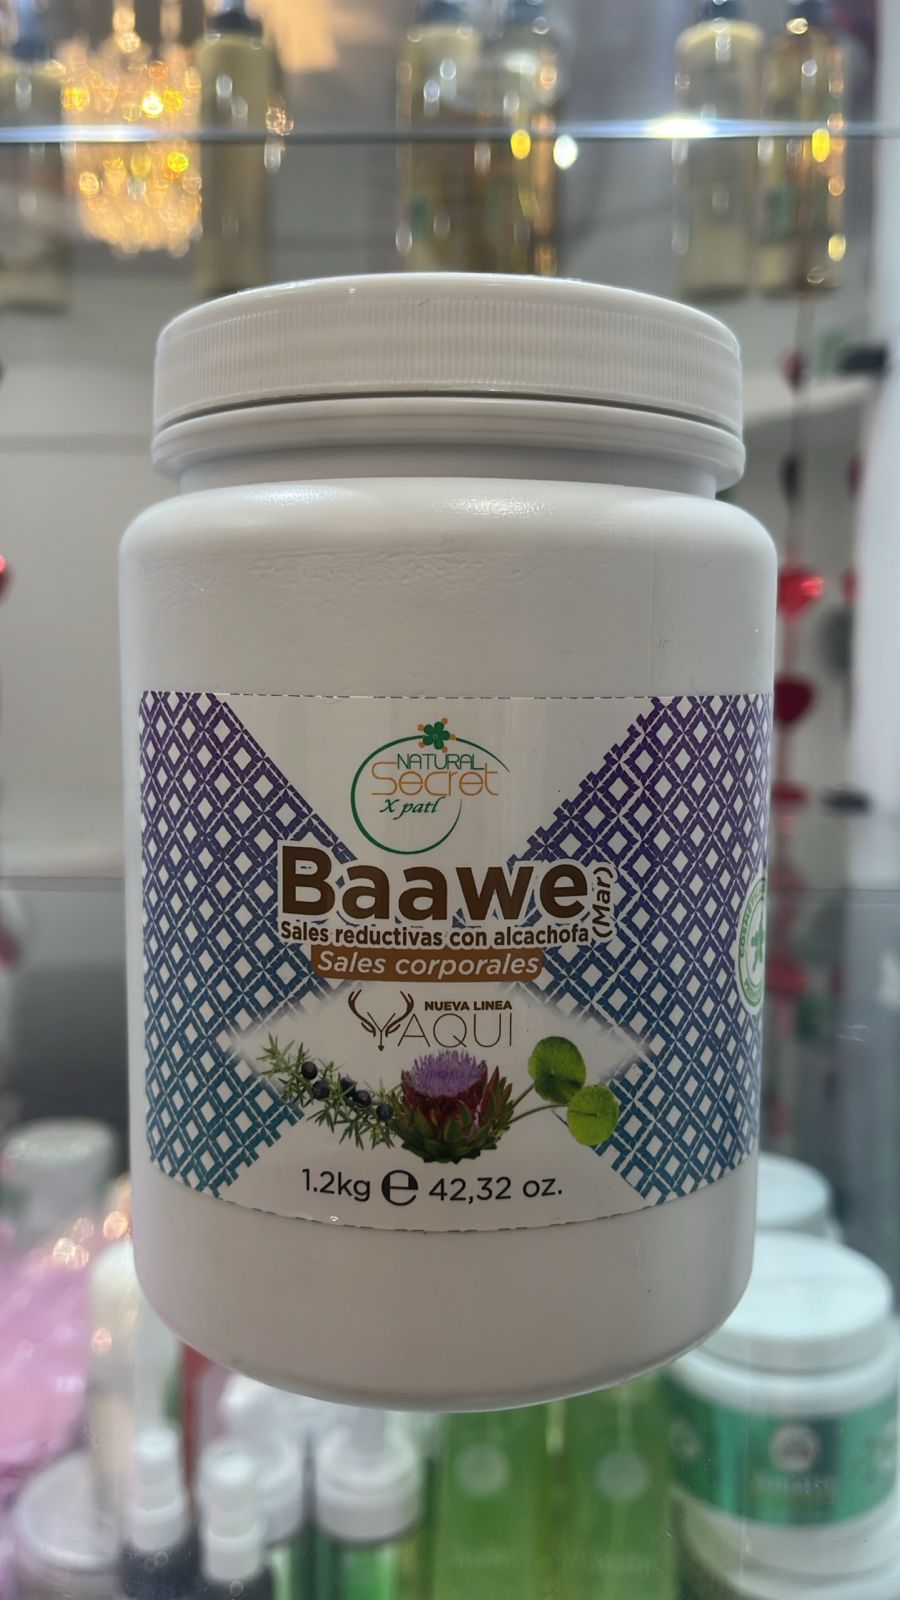 NATURAL
Secret
X patl
Baawe
(Mar)
Sales reductivas con alcachofa
Sales corporales
NUEVA LINEA
YAQUI
1.2kg e 42,32 oz.